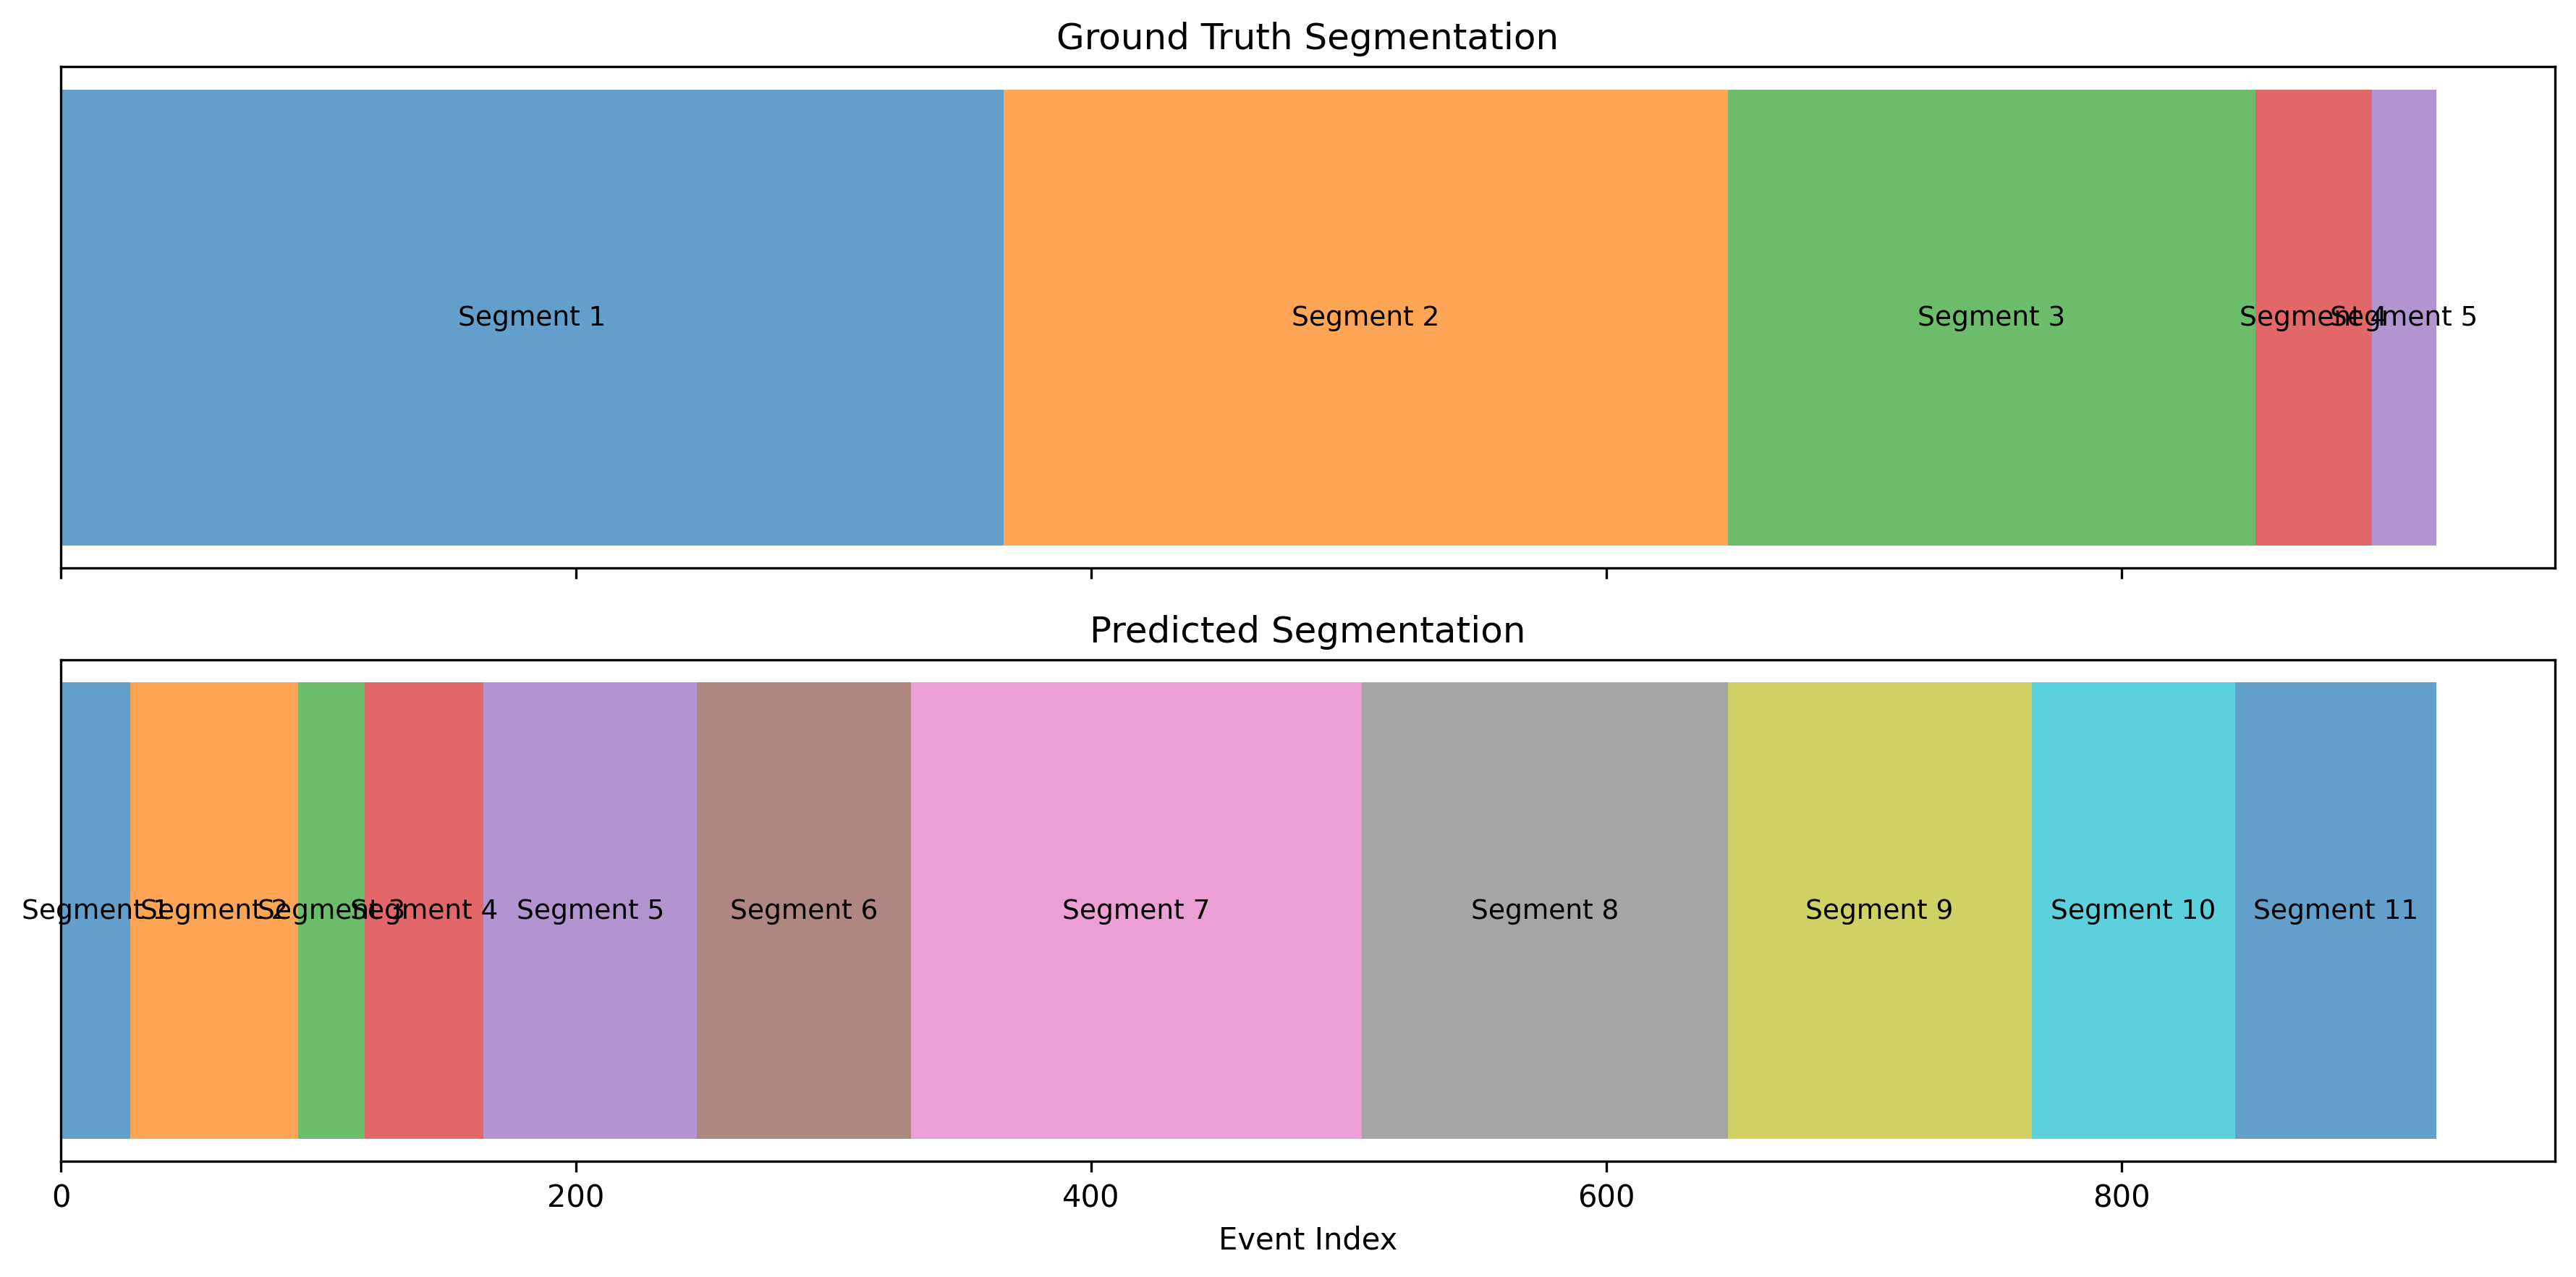 Ground Truth Segmentation
Segment 1
Segment 2
Segment 3
Segment 4
Segment 5
Predicted Segmentation
Segment 1
Segment 2
Segment 3
Segment 4
Segment 5
Segment 6
Segment 7
Segment 8
Segment 9
Segment 10
Segment 11
0 200 400 600 800
Event Index